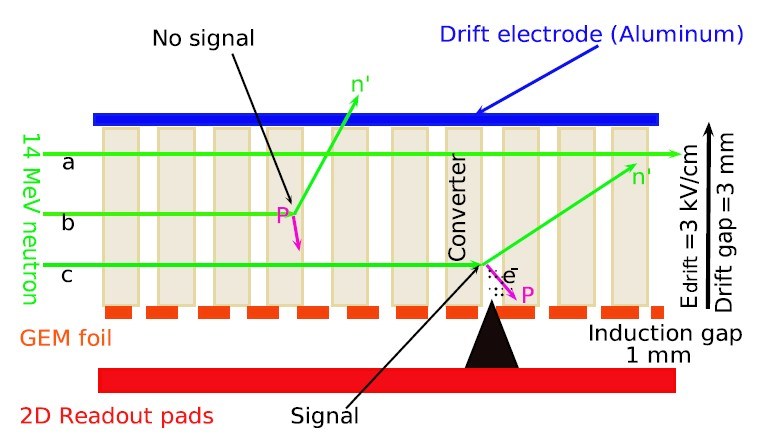 No signal
Drift electrode (Aluminum)
n'
14 MeV neutron
a
b
c
P
Converter
n'
e-
P
Edrift =3 kV/cm
Drift gap =3 mm
GEM foil
Induction gap
1 mm
2D Readout pads
Signal